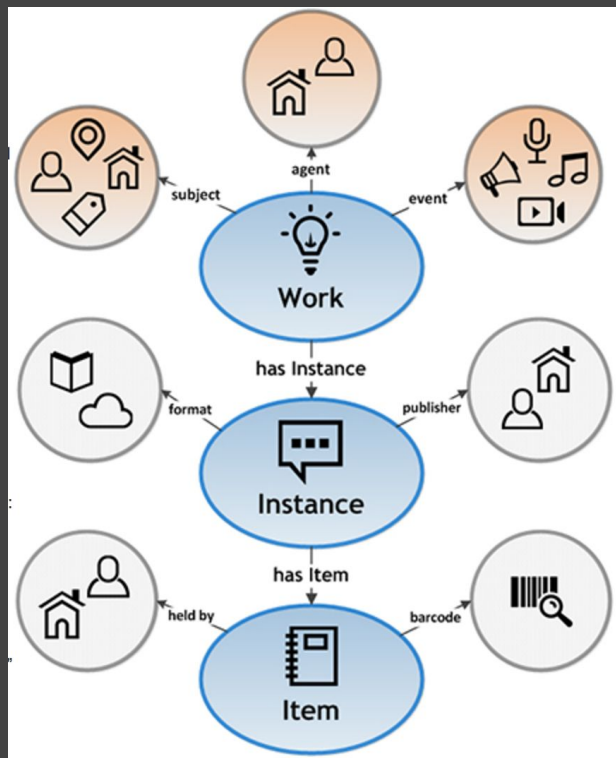 agent
subject
event
Work
has Instance
format
publisher
Instance
:
has Item
held by
barcode
”
Item